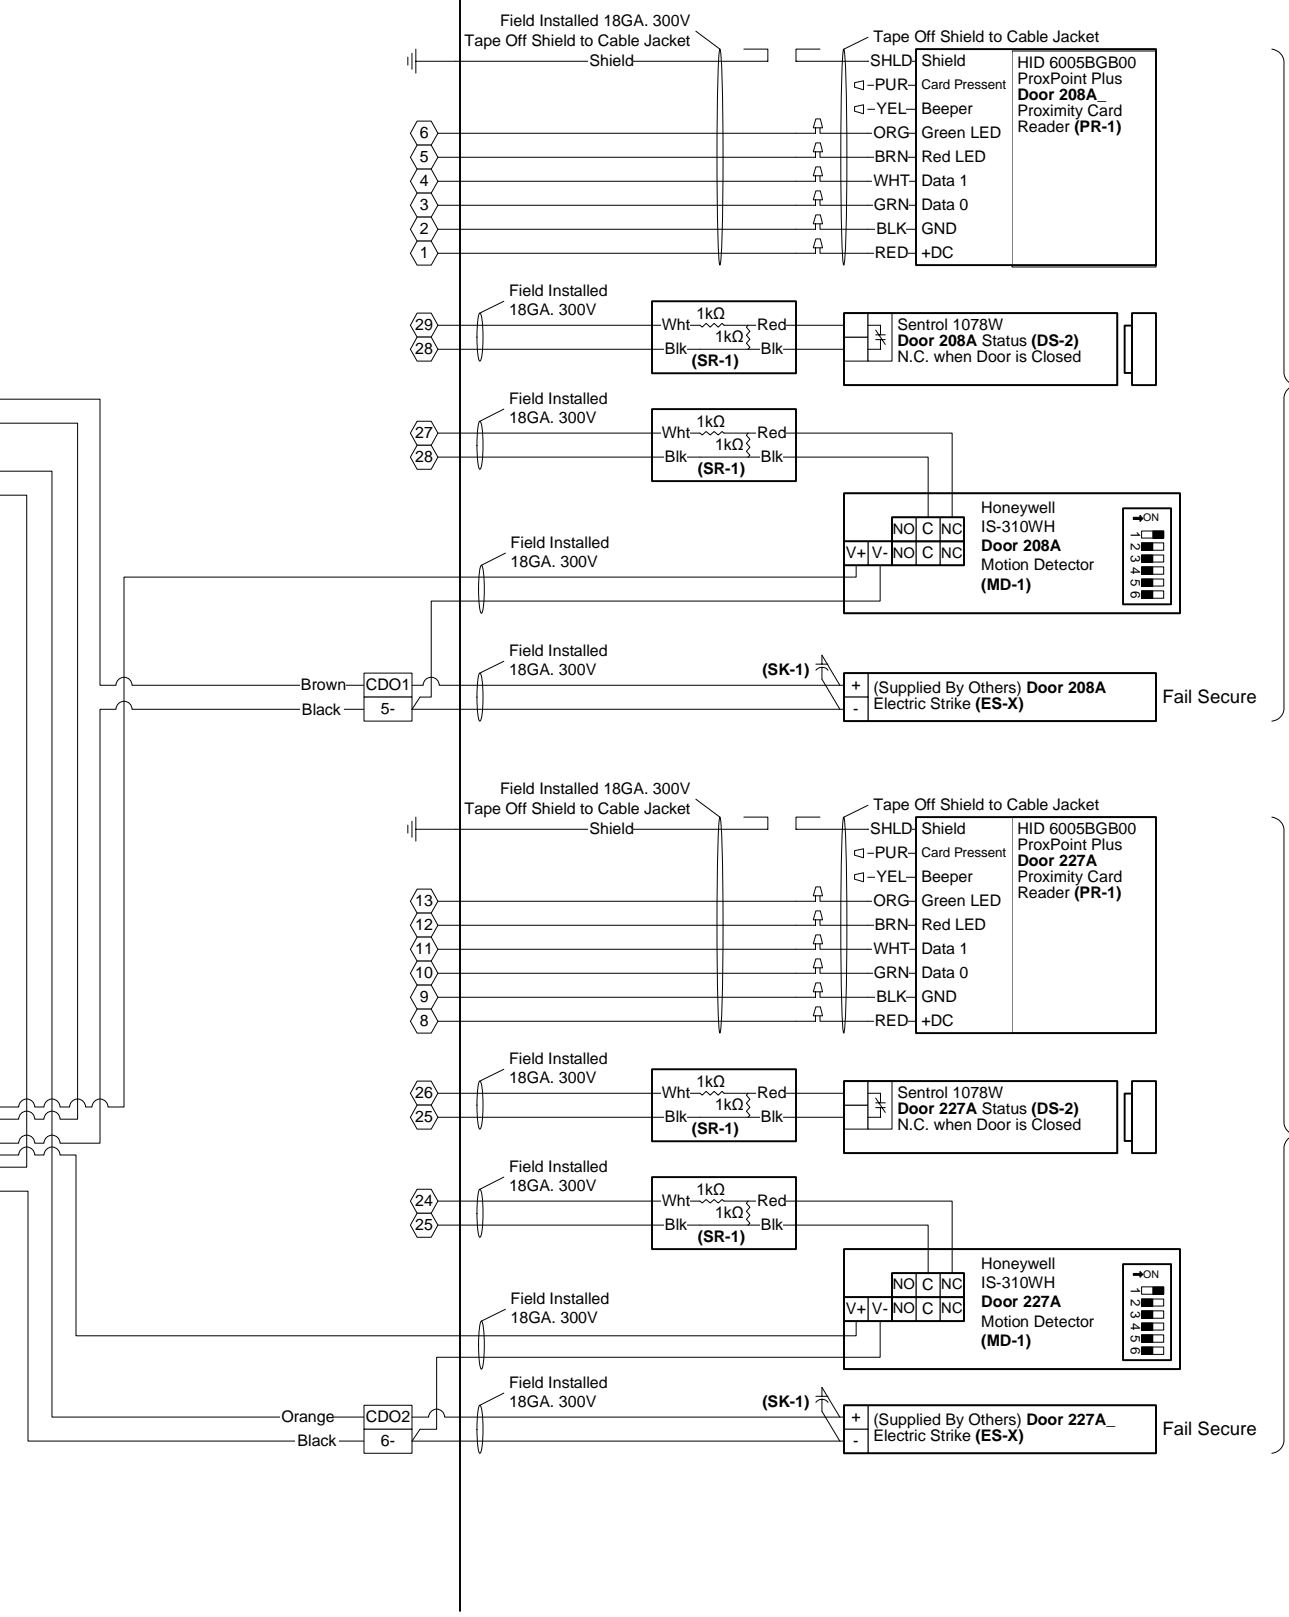 Field Installed 18GA. 300V
Tape Off Shield to Cable Jacket
Shield
Tape Off Shield to Cable Jacket
SHLD Shield
PUR Card Pressent
YEL Beeper
6 ORG Green LED
5 BRN Red LED
4 WHT Data 1
3 GRN Data 0
2 BLK GND
1 RED +DC
HID 6005BGB00
ProxPoint Plus
Door 208A_
Proximity Card
Reader (PR-1)
Field Installed
18GA. 300V
29 Wht 1kΩ Red
28 Blk 1kΩ Blk
(SR-1)
Sentrol 1078W
Door 208A Status (DS-2)
N.C. when Door is Closed
Field Installed
18GA. 300V
27 Wht 1kΩ Red
28 Blk 1kΩ Blk
(SR-1)
NO C NC
V+ V- NO C NC
Honeywell
IS-310WH
Door 208A
Motion Detector
(MD-1)
ON
1
2
3
4
5
6
Field Installed
18GA. 300V
Field Installed
18GA. 300V
Brown CDO1
Black 5-
(SK-1)
+
-
(Supplied By Others) Door 208A
Electric Strike (ES-X)
Fail Secure
Field Installed 18GA. 300V
Tape Off Shield to Cable Jacket
Shield
Tape Off Shield to Cable Jacket
SHLD Shield
PUR Card Pressent
YEL Beeper
13 ORG Green LED
12 BRN Red LED
11 WHT Data 1
10 GRN Data 0
9 BLK GND
8 RED +DC
HID 6005BGB00
ProxPoint Plus
Door 227A
Proximity Card
Reader (PR-1)
Field Installed
18GA. 300V
26 Wht 1kΩ Red
25 Blk 1kΩ Blk
(SR-1)
Sentrol 1078W
Door 227A Status (DS-2)
N.C. when Door is Closed
Field Installed
18GA. 300V
24 Wht 1kΩ Red
25 Blk 1kΩ Blk
(SR-1)
NO C NC
V+ V- NO C NC
Honeywell
IS-310WH
Door 227A
Motion Detector
(MD-1)
ON
1
2
3
4
5
6
Field Installed
18GA. 300V
Field Installed
18GA. 300V
Orange CDO2
Black 6-
(SK-1)
+
-
(Supplied By Others) Door 227A_
Electric Strike (ES-X)
Fail Secure